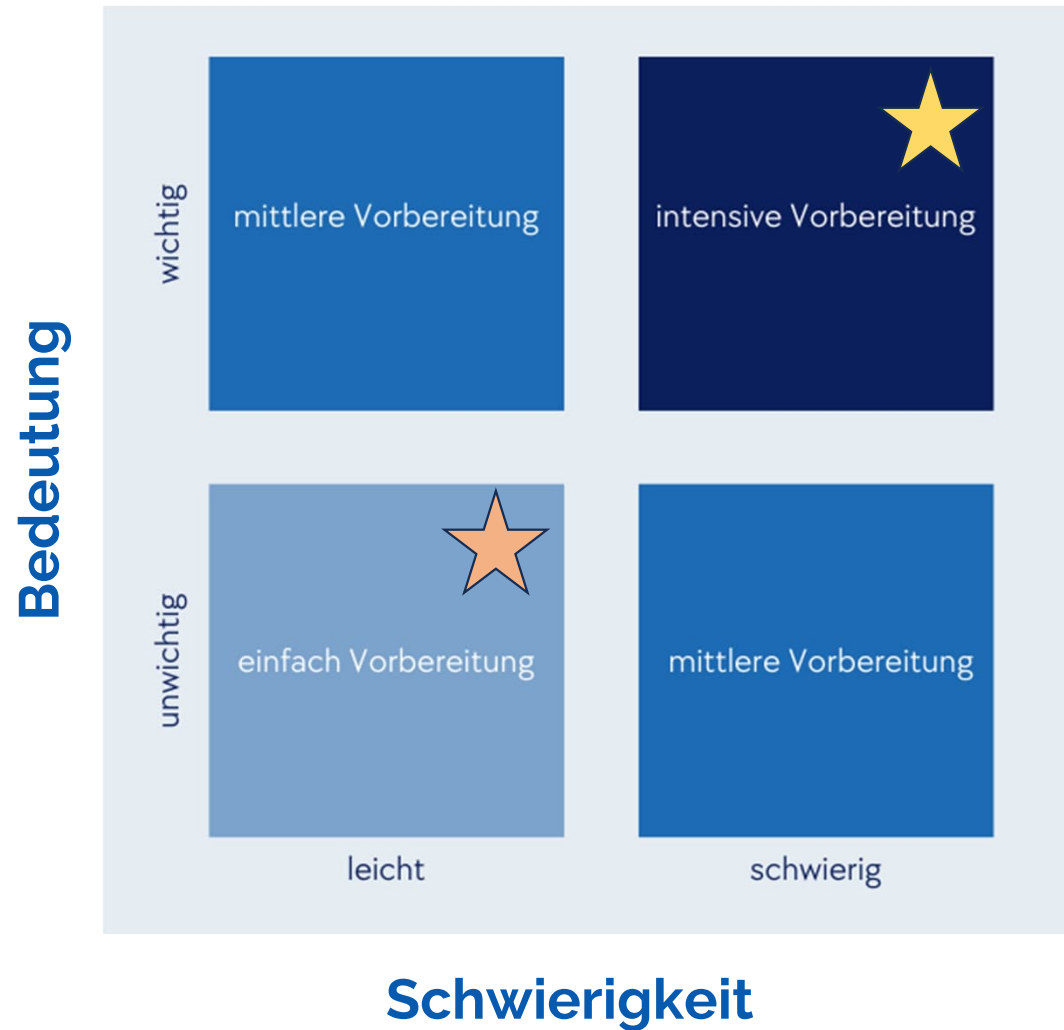 Bedeutung
wichtig
mittlere Vorbereitung
intensive Vorbereitung
unwichtig
einfach Vorbereitung
mittlere Vorbereitung
leicht
schwierig
Schwierigkeit